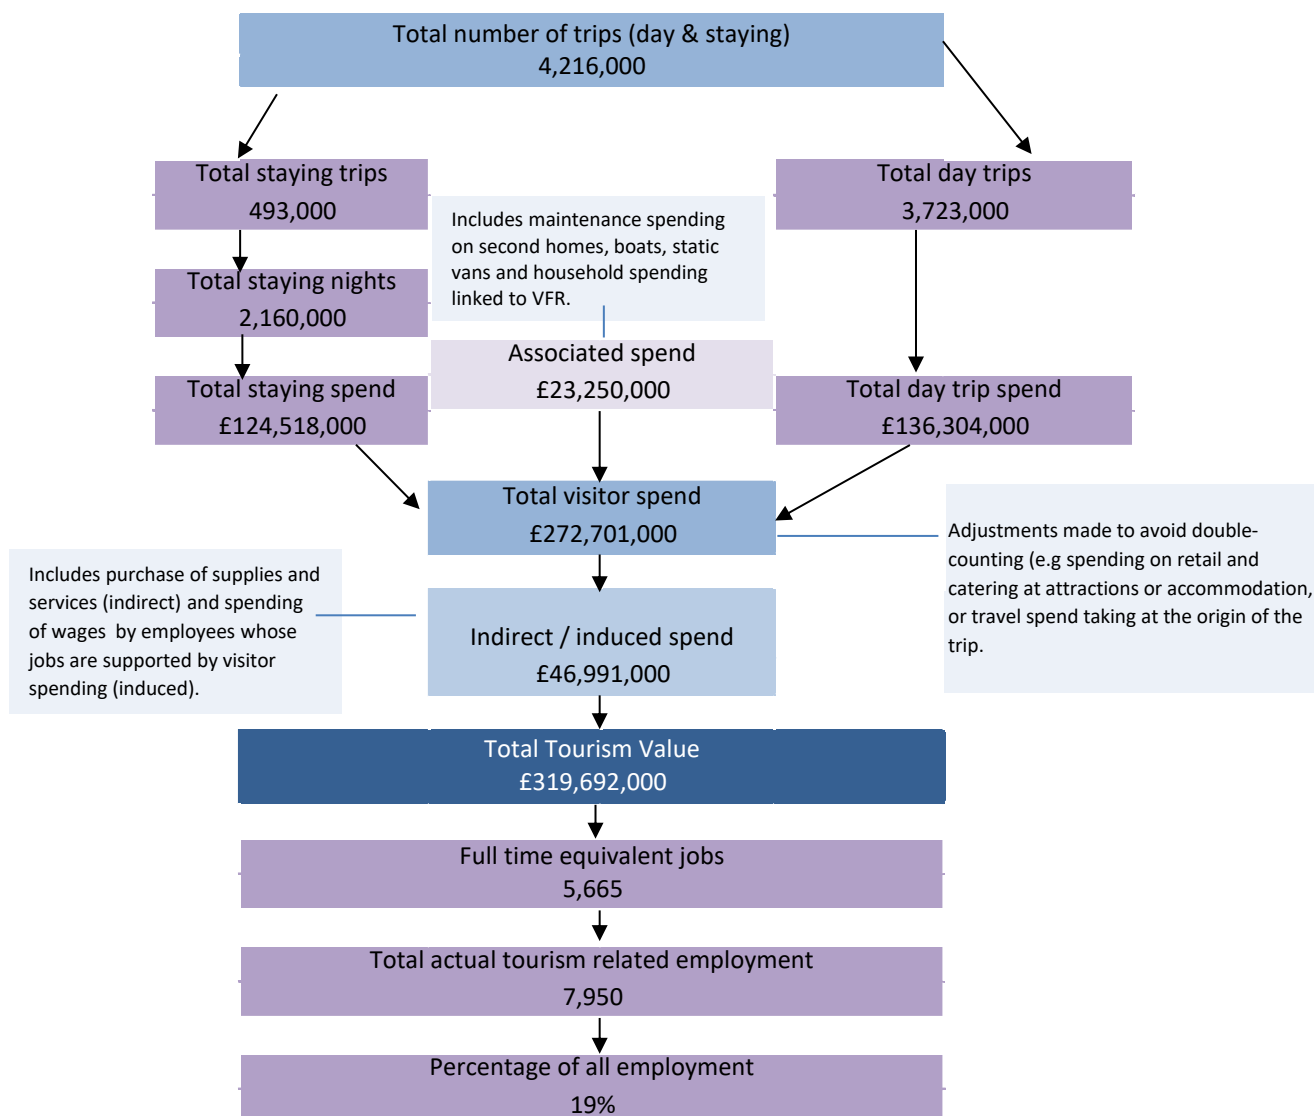 Total number of trips (day & staying)
4,216,000
Total staying trips
493,000
Total day trips
3,723,000
Includes maintenance spending
on second homes, boats, static
vans and household spending
linked to VFR.
Total staying nights
2,160,000
Associated spend
£23,250,000
Total staying spend
£124,518,000
Total day trip spend
£136,304,000
Total visitor spend
£272,701,000
Adjustments made to avoid double-
counting (e.g spending on retail and
catering at attractions or accommodation,
or travel spend taking at the origin of the
trip.
Includes purchase of supplies and
services (indirect) and spending
of wages by employees whose
jobs are supported by visitor
spending (induced).
Indirect / induced spend
£46,991,000
Total Tourism Value
£319,692,000
Full time equivalent jobs
5,665
Total actual tourism related employment
7,950
Percentage of all employment
19%